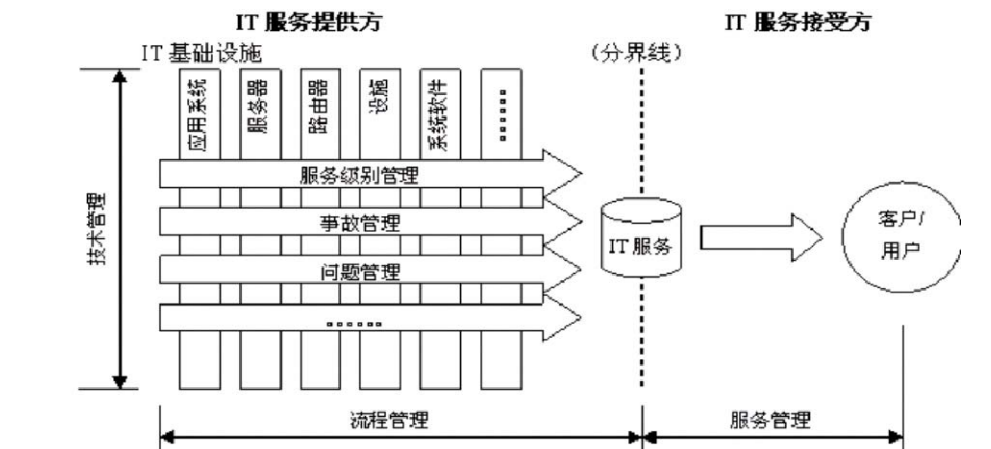 IT 服务提供方
IT 服务接受方
IT 基础设施
（分界线）
应用系统
服务器
路由器
设施
系统软件
......
技术管理
服务级别管理
事故管理
问题管理
......
IT 服务
客户/
用户
流程管理
服务管理